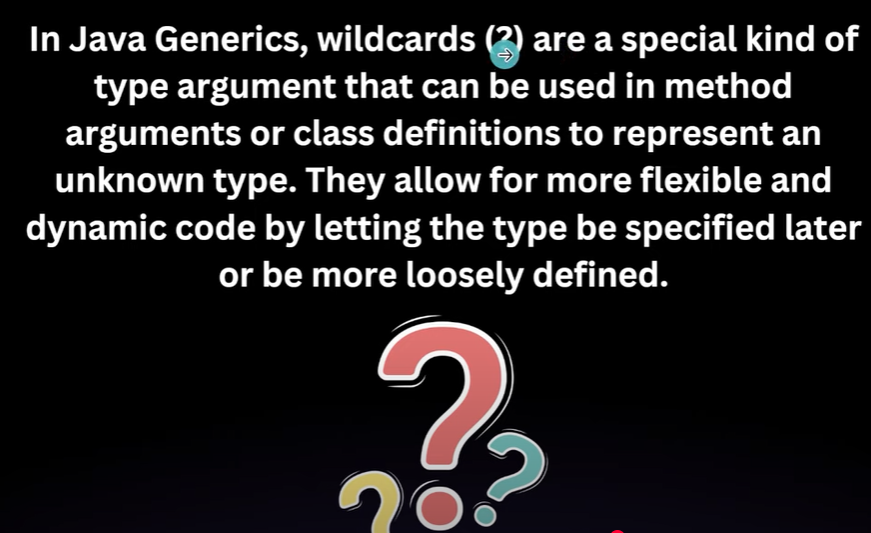 In Java Generics, wildcards (?) are a special kind of
type argument that can be used in method
arguments or class definitions to represent an
unknown type. They allow for more flexible and
dynamic code by letting the type be specified later
or be more loosely defined.